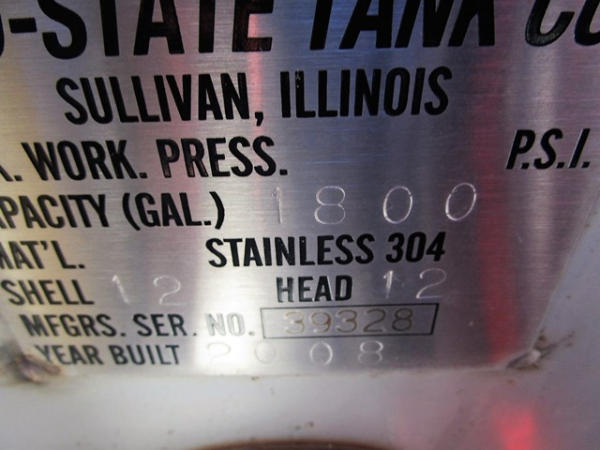 -STATE TANK CO
SULLIVAN, ILLINOIS
. WORK. PRESS. P.S.I.
PACITY (GAL.) 1800
MAT'L. STAINLESS 304
SHELL 12 HEAD 12
MFGRS. SER. NO. 39328
YEAR BUILT 2008